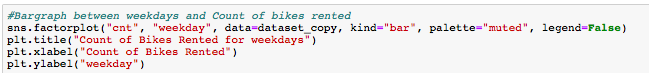 #Bargraph between weekdays and Count of bikes rented
sns.factorplot("cnt", "weekday", data=dataset_copy, kind="bar", palette="muted", legend=False)
plt.title("Count of Bikes Rented for weekdays")
plt.xlabel("Count of Bikes Rented")
plt.ylabel("weekday")